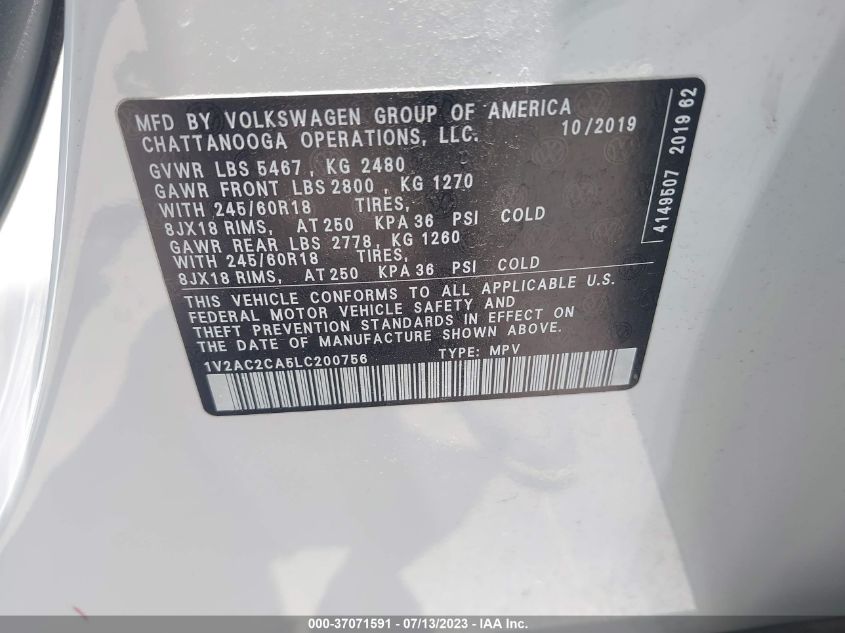 MFD BY VOLKSWAGEN GROUP OF AMERICA
CHATTANOOGA OPERATIONS, LLC. 10/2019
GVWR LBS 5467, KG 2480
GAWR FRONT LBS 2800, KG 1270
WITH 245/60R18 TIRES,
8JX18 RIMS, AT 250 KPA 36 PSI COLD
GAWR REAR LBS 2778, KG 1260
WITH 245/60R18 TIRES,
8JX18 RIMS, AT 250 KPA 36 PSI COLD
THIS VEHICLE CONFORMS TO ALL APPLICABLE U.S.
FEDERAL MOTOR VEHICLE SAFETY AND
THEFT PREVENTION STANDARDS IN EFFECT ON
THE DATE OF MANUFACTURE SHOWN ABOVE.
1V2AC2CA5LC200756 TYPE: MPV
4149507 2019 62
000-37071591 - 07/13/2023 - IAA Inc.